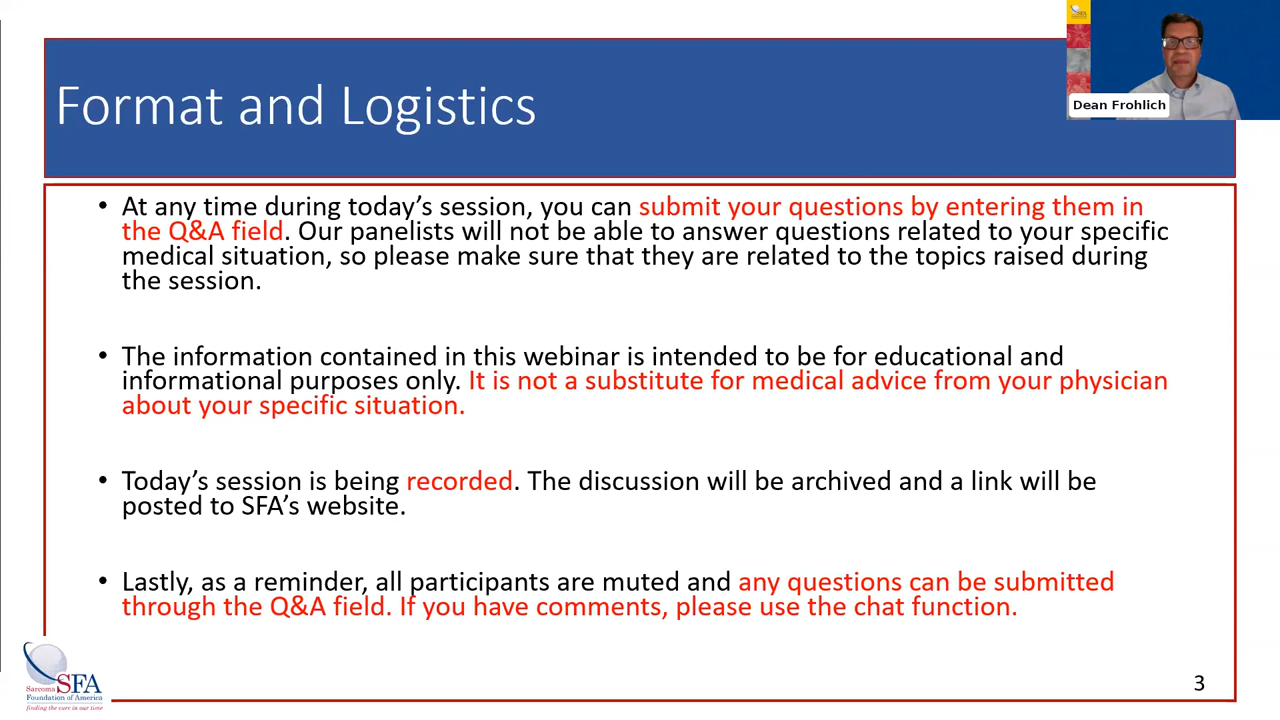 Format and Logistics
Dean Frohlich
• At any time during today’s session, you can submit your questions by entering them in
the Q&A field. Our panelists will not be able to answer questions related to your specific
medical situation, so please make sure that they are related to the topics raised during
the session.
• The information contained in this webinar is intended to be for educational and
informational purposes only. It is not a substitute for medical advice from your physician
about your specific situation.
• Today’s session is being recorded. The discussion will be archived and a link will be
posted to SFA’s website.
• Lastly, as a reminder, all participants are muted and any questions can be submitted
through the Q&A field. If you have comments, please use the chat function.
Sarcoma SFA
Foundation of America
finding the cure in our time
3